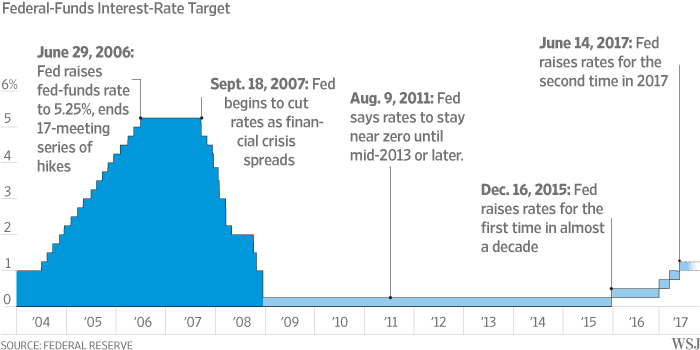 Federal-Funds Interest-Rate Target
June 29, 2006:
Fed raises
fed-funds rate
to 5.25%, ends
17-meeting
series of
hikes
Sept. 18, 2007: Fed
begins to cut
rates as finan-
cial crisis
spreads
Aug. 9, 2011: Fed
says rates to stay
near zero until
mid-2013 or later.
Dec. 16, 2015: Fed
raises rates for the
first time in almost
a decade
June 14, 2017: Fed
raises rates for the
second time in 2017
6%
5
4
3
2
1
0
’04 ’05 ’06 ’07 ’08 ’09 ’10 ’11 ’12 ’13 ’14 ’15 ’16 ’17
SOURCE: FEDERAL RESERVE
WSJ